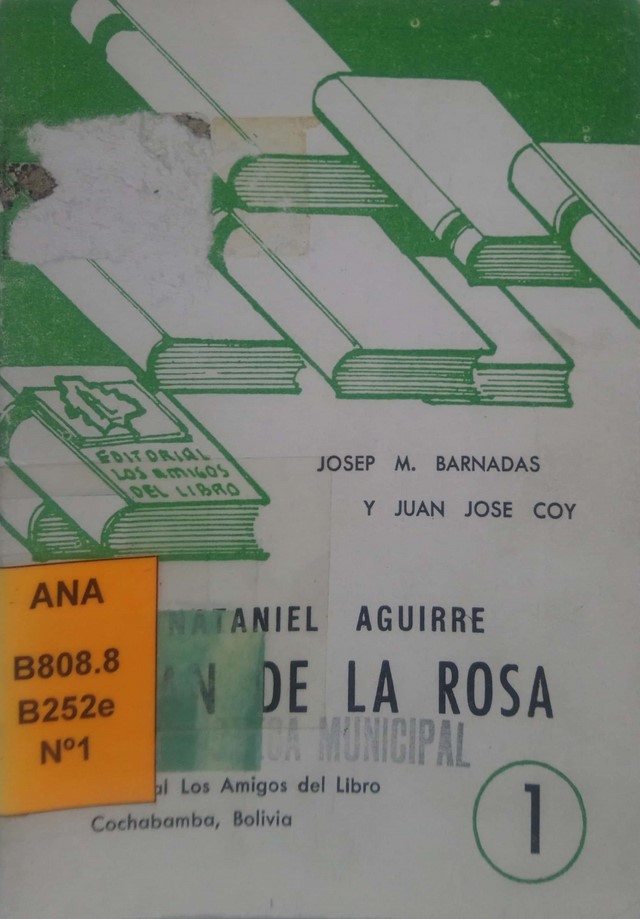 EDITORIAL
LOS AMIGOS
DEL LIBRO
JOSEP M. BARNADAS
Y JUAN JOSE COY
NATANIEL AGUIRRE
DE LA ROSA
MUNICIPAL
Los Amigos del Libro
Cochabamba, Bolivia
1
ANA
B808.8
B252e
Nº1